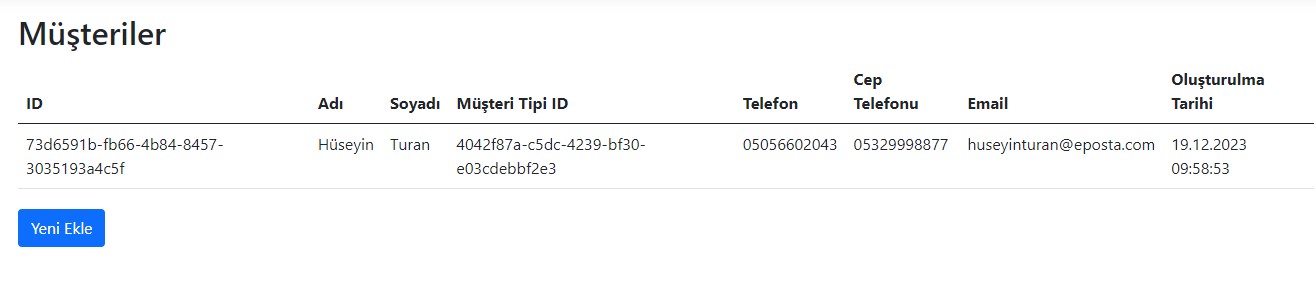 Müşteriler
ID Adı Soyadı Müşteri Tipi ID Telefon Cep Telefonu Email Oluşturulma Tarihi
73d6591b-fb66-4b84-8457-3035193a4c5f Hüseyin Turan 4042f87a-c5dc-4239-bf30-e03cdebbf2e3 05056602043 05329998877 huseyinturan@eposta.com 19.12.2023 09:58:53
Yeni Ekle